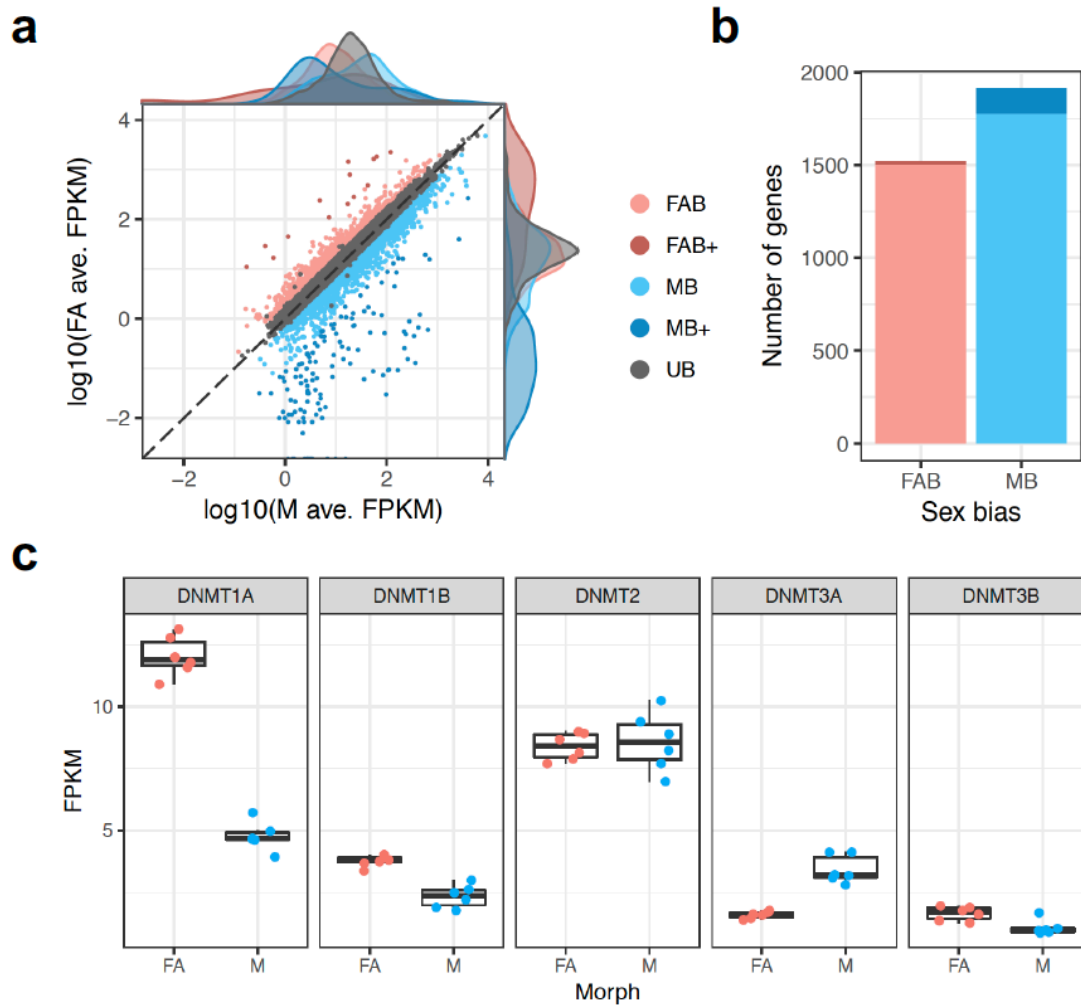 a
b
log10(FA ave. FPKM)
4
2
0
−2
−2
0
2
4
log10(M ave. FPKM)
FAB
FAB+
MB
MB+
UB
Number of genes
2000
1500
1000
500
0
FAB
MB
Sex bias
c
DNMT1A
DNMT1B
DNMT2
DNMT3A
DNMT3B
FPKM
10
5
FA
M
FA
M
FA
M
FA
M
FA
M
Morph